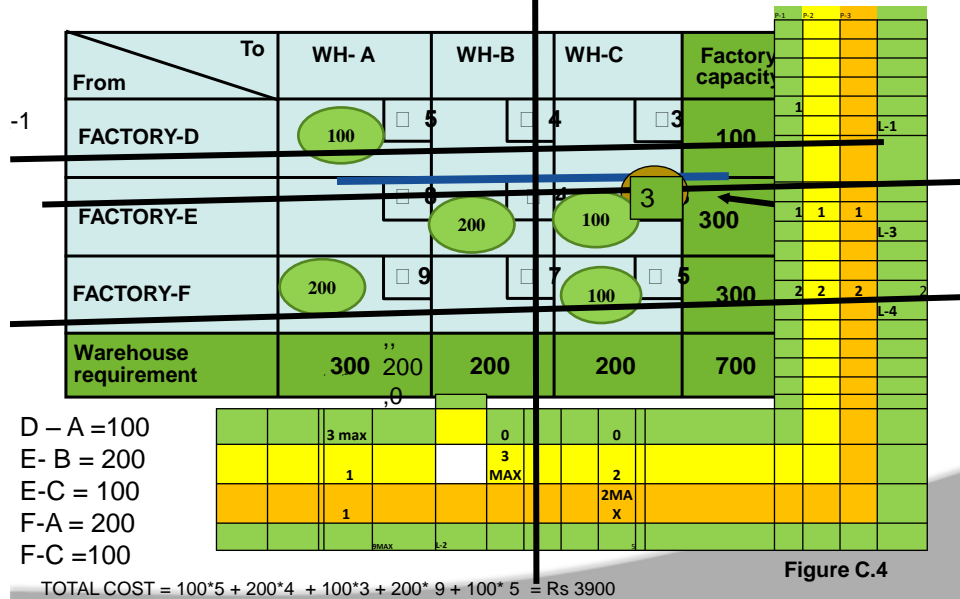 P-1 P-2 P-3
To WH- A WH-B WH-C Factory
From capacity
-1
FACTORY-D 100 5 4 3 100
1
L-1
FACTORY-E 8 200 4 100 3 300
1 1 1
L-3
FACTORY-F 200 9 7 100 5 300
2 2 2 2
L-4
Warehouse
requirement 300 200 200 200 700
,0
D – A =100
E- B = 200
E-C = 100
F-A = 200
F-C =100
3 max 0 0
1 3 MAX 2
1 2MA
X
9MAX L-2 5
Figure C.4
TOTAL COST = 100*5 + 200*4 + 100*3 + 200* 9 + 100* 5 = Rs 3900